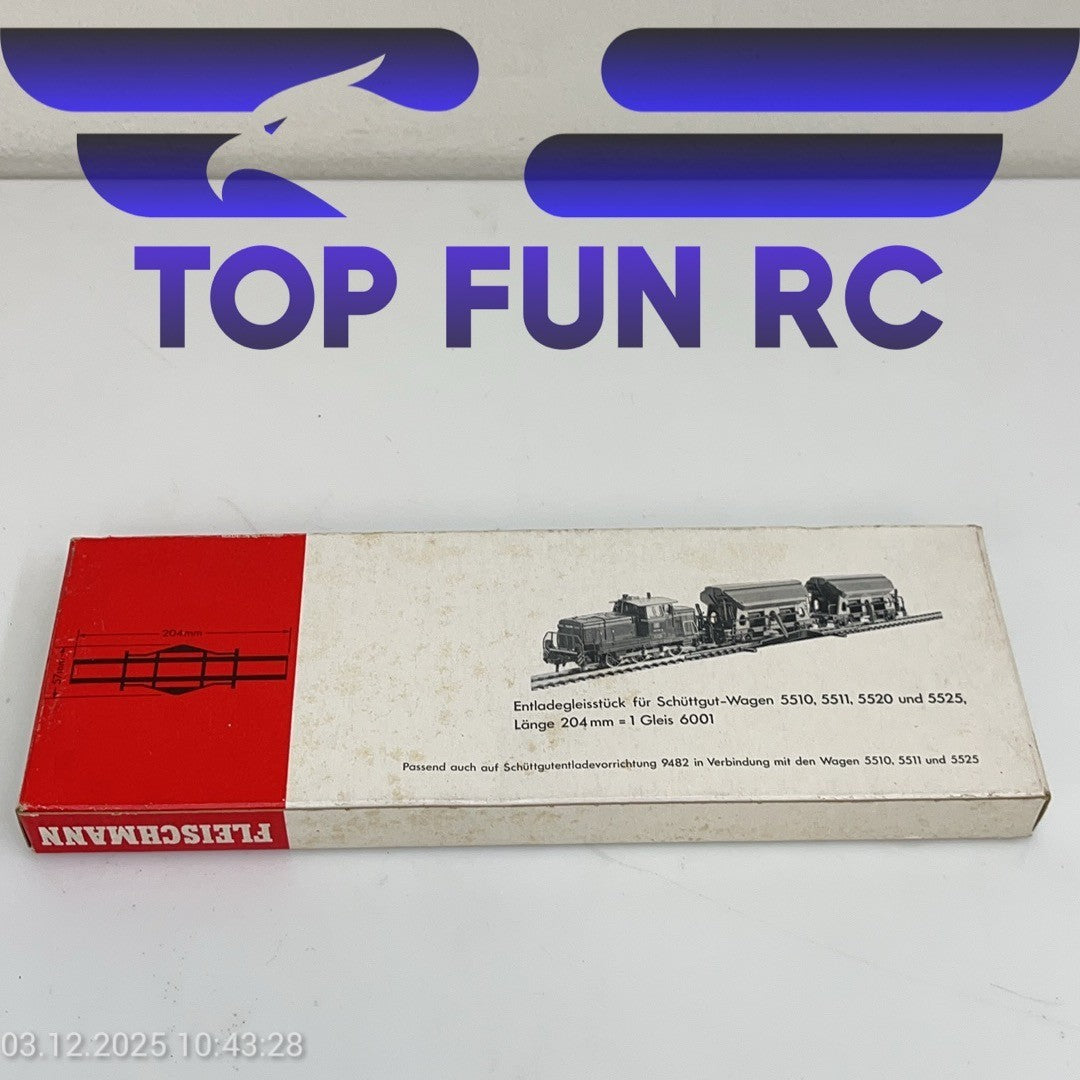 TOP FUN RC
204mm
57mm
Entladegleisstück für Schüttgut-Wagen 5510, 5511, 5520 und 5525,
Länge 204 mm = 1 Gleis 6001
Passend auch auf Schüttgutentladevorrichtung 9482 in Verbindung mit den Wagen 5510, 5511 und 5525
FLEISCHMANN
03.12.2025 10:43:28